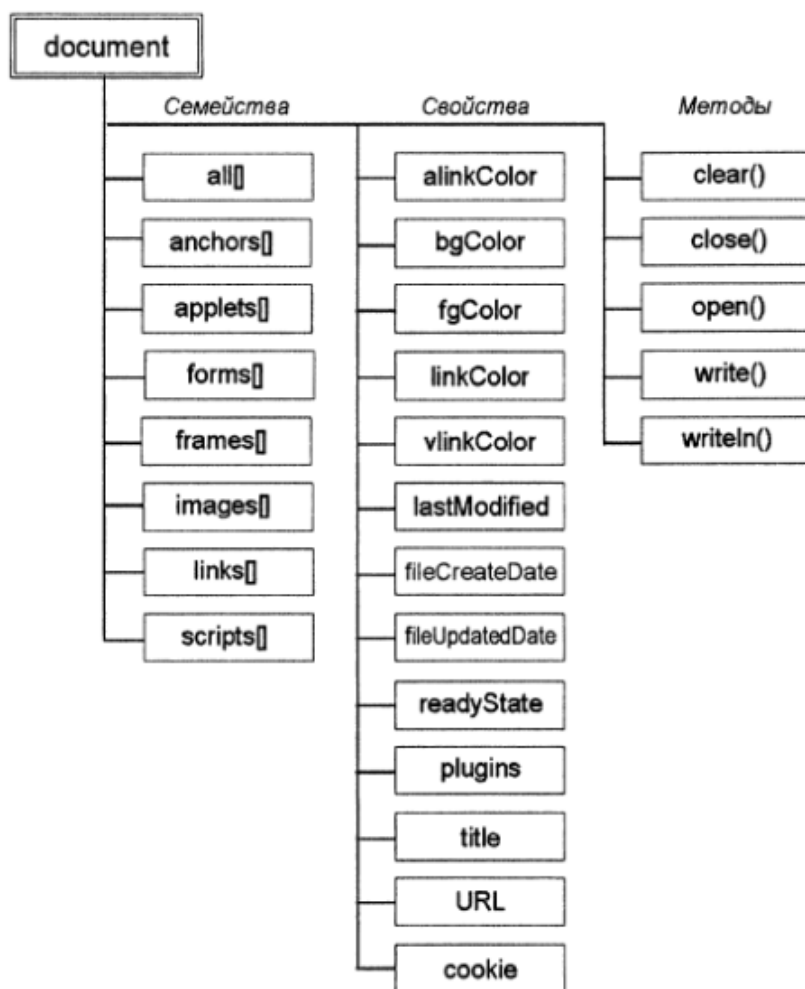 document
Семейства
Свойства
Методы
all[]
alinkColor
clear()
anchors[]
bgColor
close()
applets[]
fgColor
open()
forms[]
linkColor
write()
frames[]
vlinkColor
writeln()
images[]
lastModified
links[]
fileCreateDate
scripts[]
fileUpdatedDate
readyState
plugins
title
URL
cookie